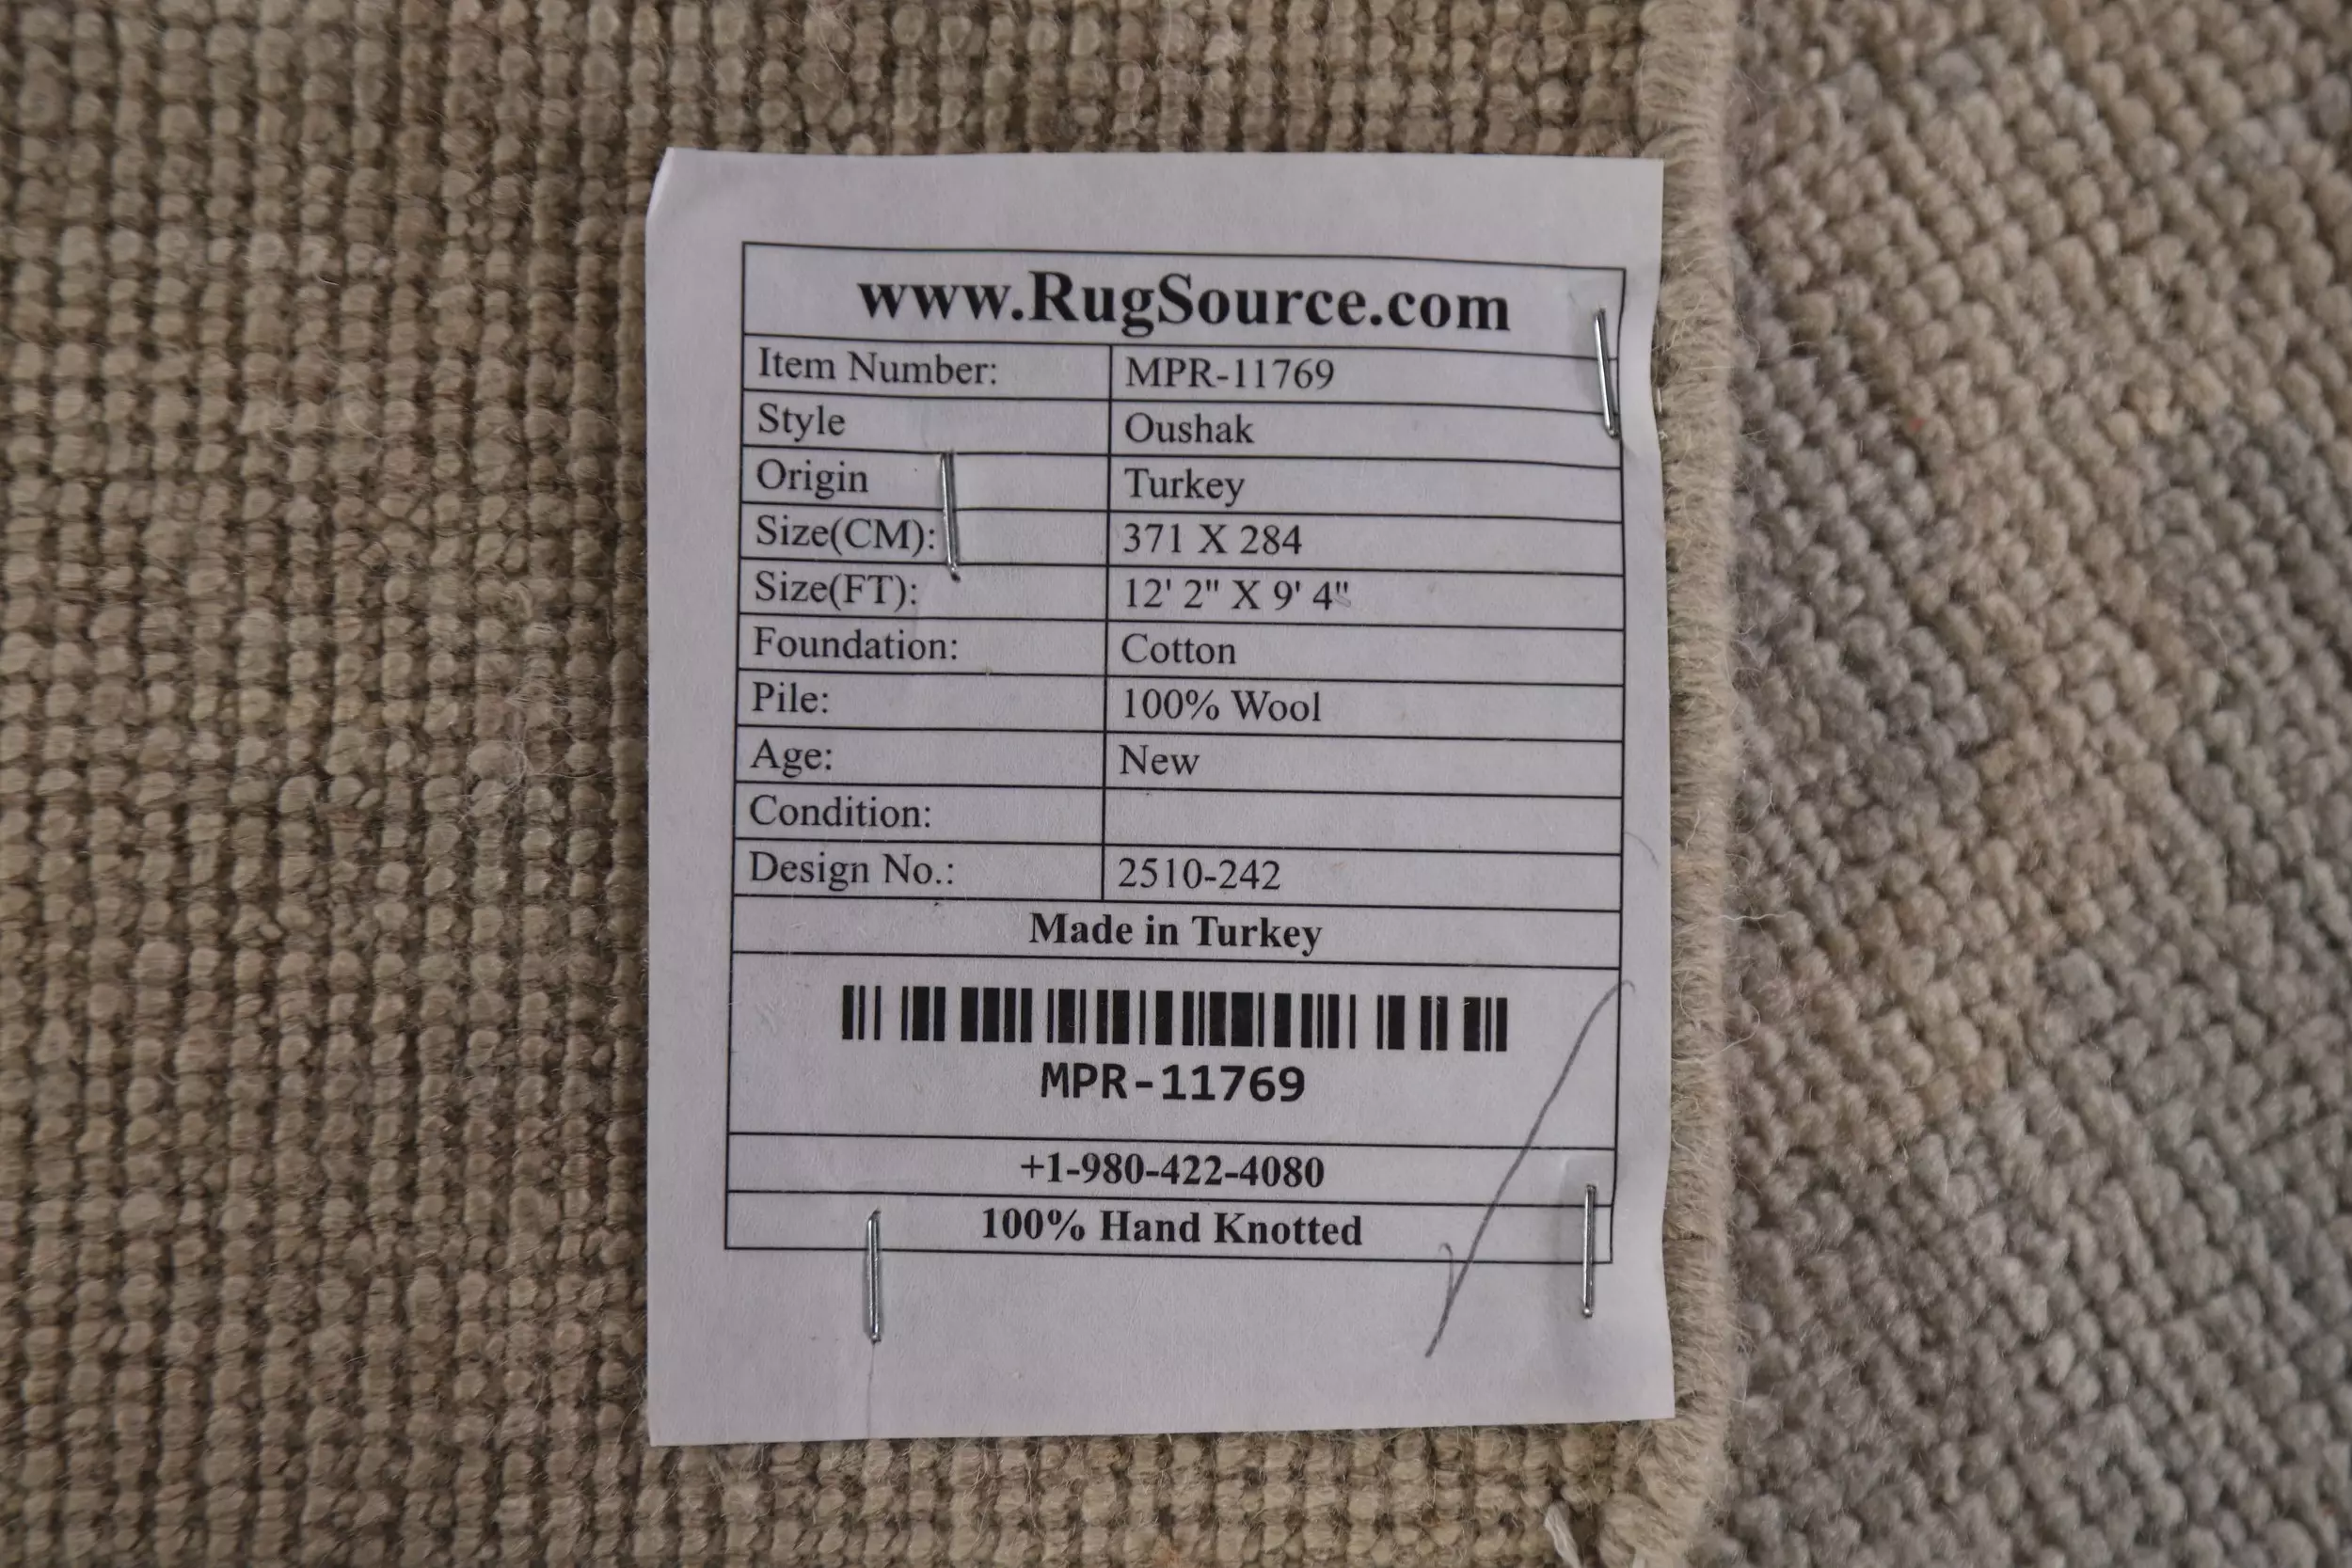 www.RugSource.com
Item Number: MPR-11769
Style Oushak
Origin Turkey
Size(CM): 371 X 284
Size(FT): 12' 2" X 9' 4"
Foundation: Cotton
Pile: 100% Wool
Age: New
Condition:
Design No.: 2510-242
Made in Turkey
MPR-11769
+1-980-422-4080
100% Hand Knotted